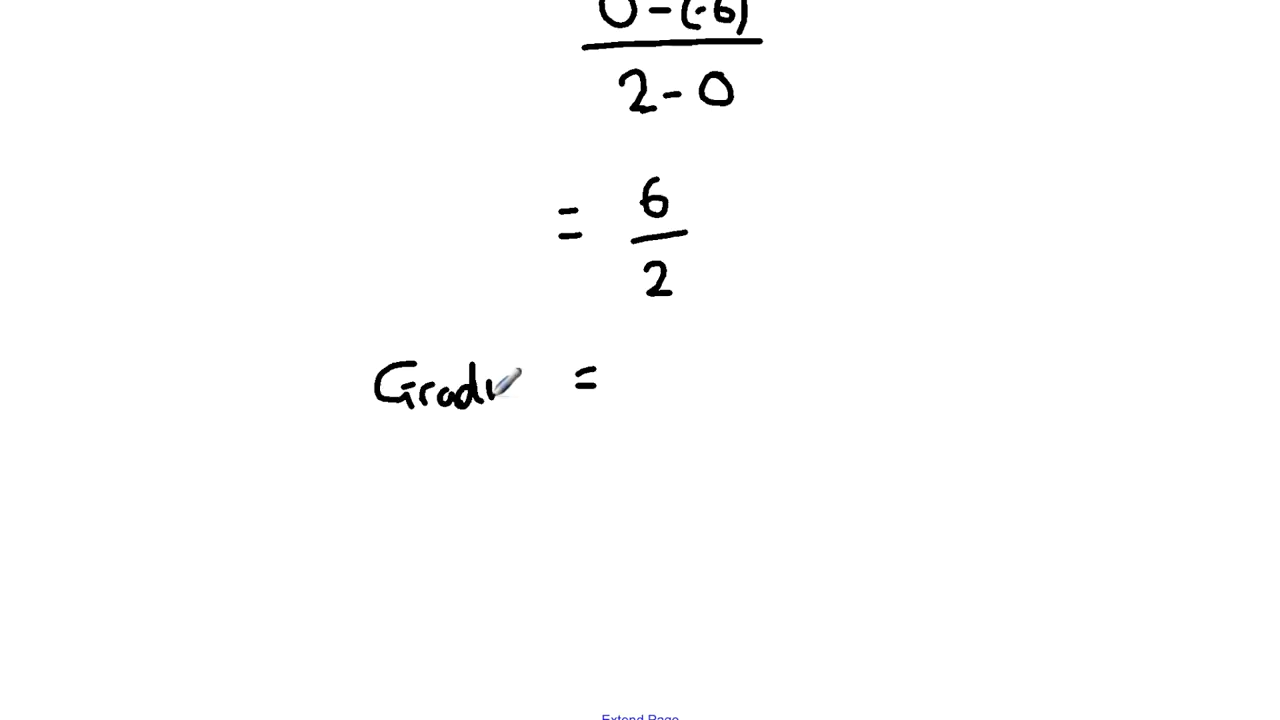 0 - (-6)
2 - 0
= 6
2
Grad =
Extend Page